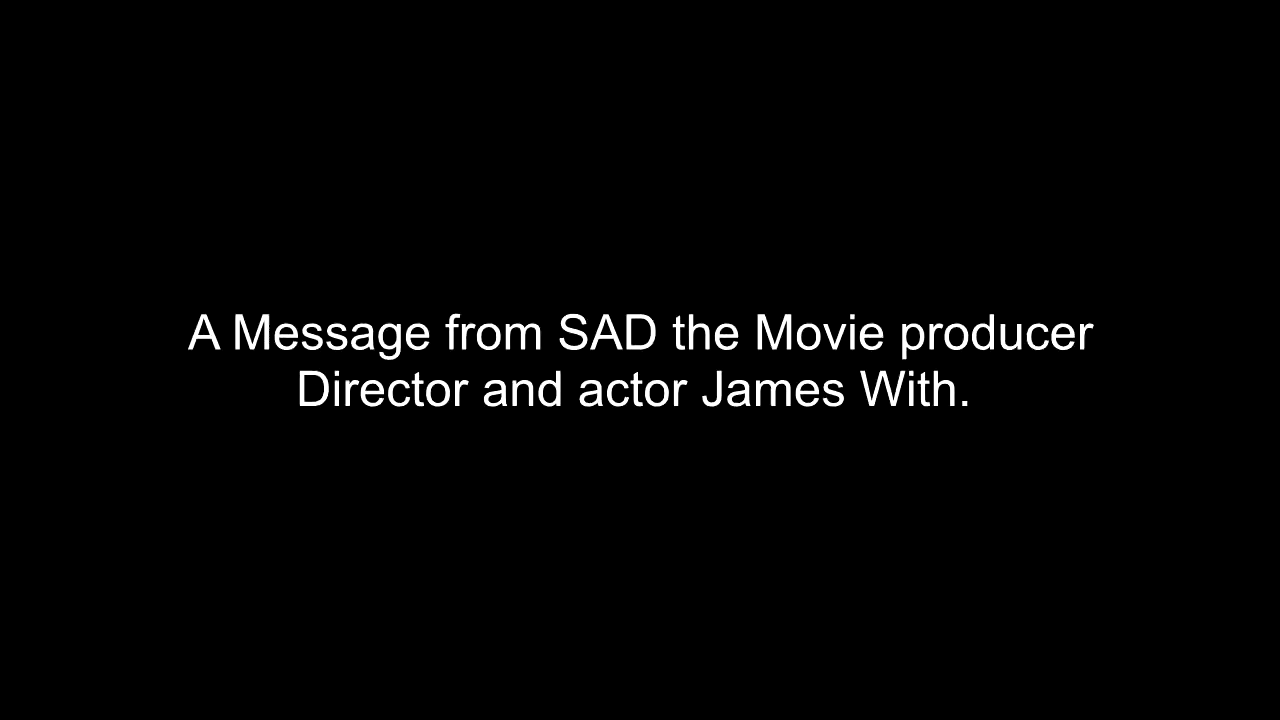 A Message from SAD the Movie producer
Director and actor James With.